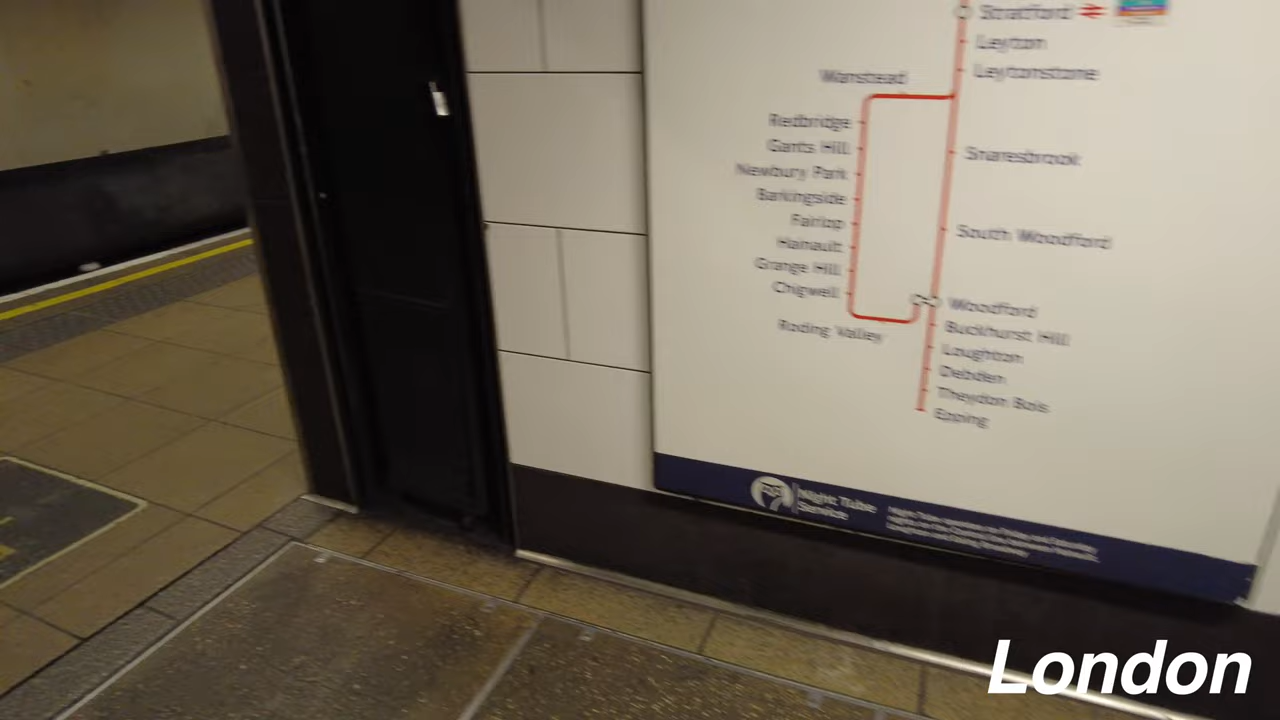 Stratford
Leyton
Leytonstone
Wanstead
Redbridge
Gants Hill
Newbury Park
Barkingside
Fairlop
Hainault
Grange Hill
Chigwell
Roding Valley
Snaresbrook
South Woodford
Woodford
Buckhurst Hill
Loughton
Debden
Theydon Bois
Epping
Night Tube
Service
London